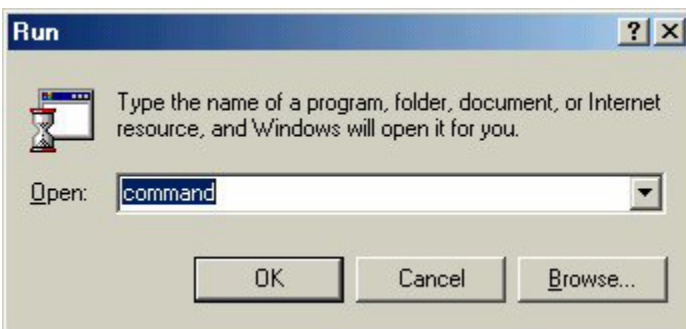 Run
?
Type the name of a program, folder, document, or Internet
resource, and Windows will open it for you.
Open: command
OK Cancel Browse...